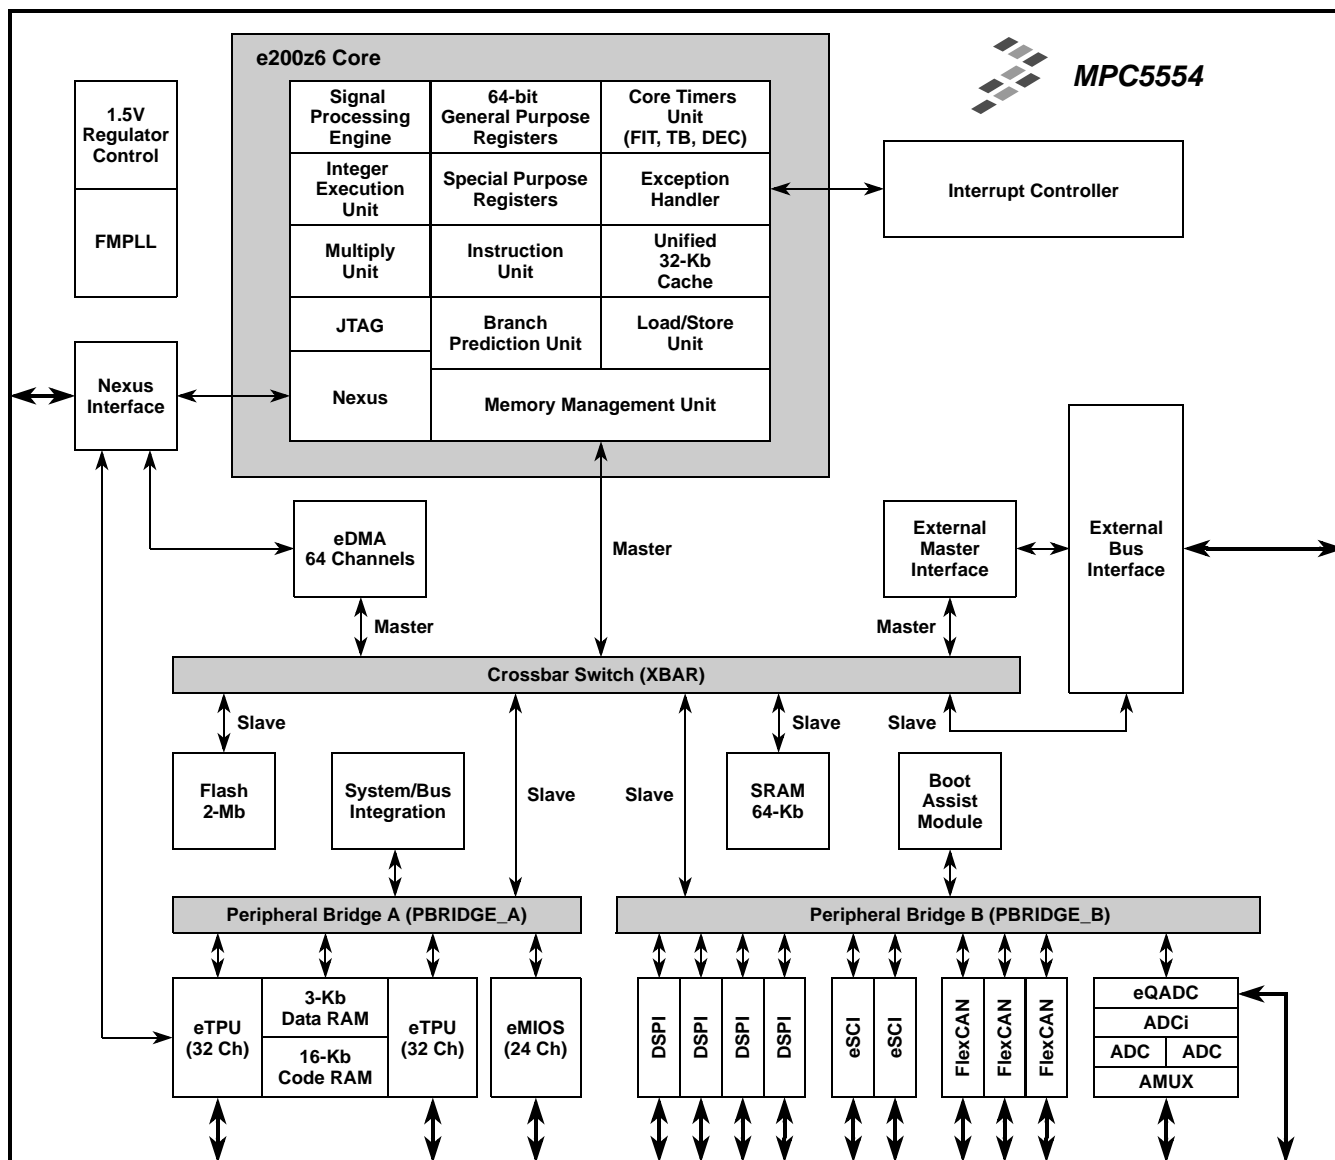 e200z6 Core
MPC5554
1.5V
Regulator
Control
FMPLL
Signal
Processing
Engine
64-bit
General Purpose
Registers
Core Timers
Unit
(FIT, TB, DEC)
Integer
Execution
Unit
Special Purpose
Registers
Exception
Handler
Interrupt Controller
Multiply
Unit
Instruction
Unit
Unified
32-Kb
Cache
JTAG
Branch
Prediction Unit
Load/Store
Unit
Nexus
Interface
Nexus
Memory Management Unit
eDMA
64 Channels
Master
External
Master
Interface
External
Bus
Interface
Master
Master
Crossbar Switch (XBAR)
Slave
Slave
Slave
Flash
2-Mb
System/Bus
Integration
Slave
Slave
SRAM
64-Kb
Boot
Assist
Module
Peripheral Bridge A (PBRIDGE_A)
Peripheral Bridge B (PBRIDGE_B)
eTPU
(32 Ch)
3-Kb
Data RAM
16-Kb
Code RAM
eTPU
(32 Ch)
eMIOS
(24 Ch)
DSPI
DSPI
DSPI
DSPI
eSCI
eSCI
FlexCAN
FlexCAN
FlexCAN
eQADC
ADCi
ADC
ADC
AMUX